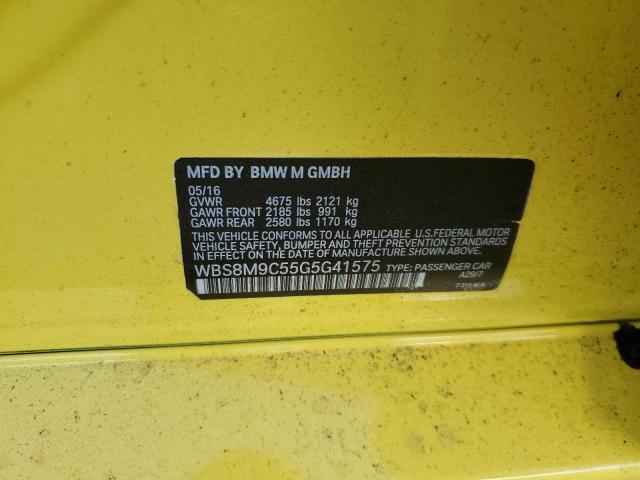 MFD BY BMW M GMBH
05/16
GVWR 4675 lbs 2121 kg
GAWR FRONT 2185 lbs 991 kg
GAWR REAR 2580 lbs 1170 kg
THIS VEHICLE CONFORMS TO ALL APPLICABLE U.S.FEDERAL MOTOR
VEHICLE SAFETY, BUMPER AND THEFT PREVENTION STANDARDS
IN EFFECT ON THE DATE OF MANUFACTURE SHOWN ABOVE.
WBS8M9C55G5G41575 TYPE: PASSENGER CAR
A29/7